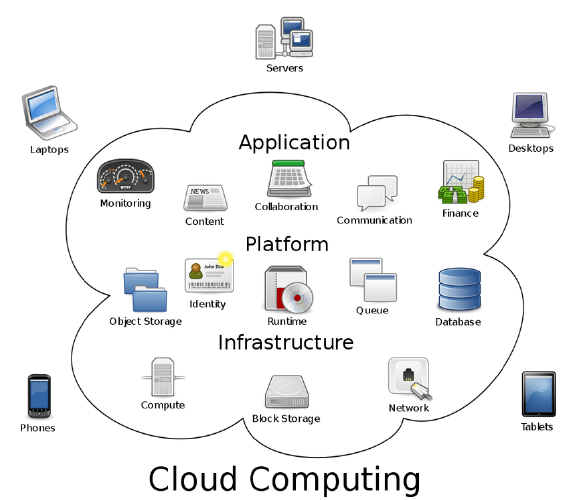 Servers
Laptops
Desktops
Application
Monitoring
NEWS
Content
Collaboration
Communication
Finance
Platform
John Doe
Object Storage
Identity
Runtime
Queue
Database
Infrastructure
Compute
Block Storage
Network
Phones
Tablets
Cloud Computing